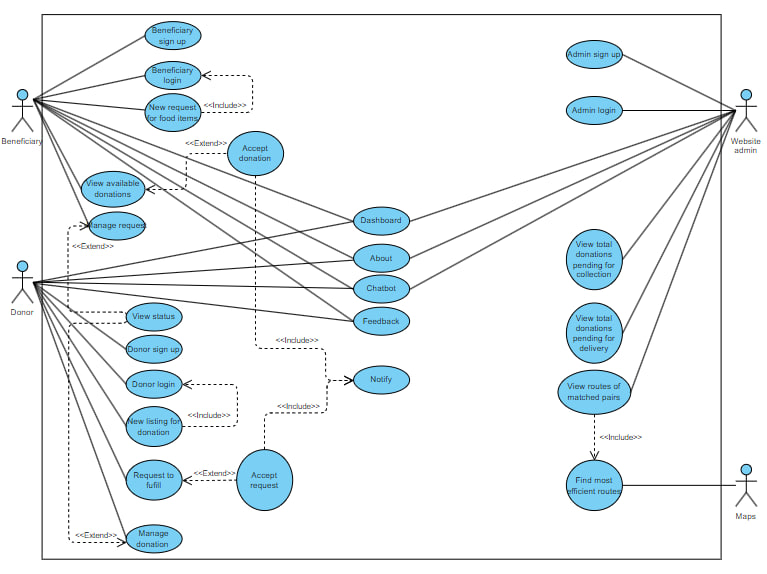 Beneficiary
sign up
Admin sign up
Beneficiary
login
<<Include>>
New request
for food items
Admin login
Beneficiary
Website
admin
<<Extend>>
Accept
donation
View available
donations
Manage request
<<Extend>>
Dashboard
About
Chatbot
Feedback
View total
donations
pending for
collection
Donor
View status
Donor sign up
<<Include>>
View total
donations
pending for
delivery
Donor login
Notify
View routes of
matched pairs
<<Include>>
<<Include>>
New listing for
donation
<<Include>>
Request to
fufill
<<Extend>>
Accept
request
Find most
efficient routes
Maps
<<Extend>>
Manage
donation